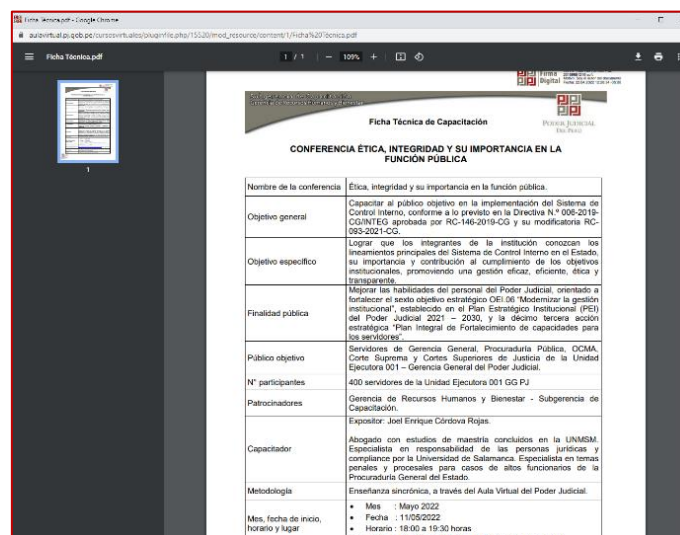 Ficha Técnica.pdf - Google Chrome
aulavirtual.pj.gob.pe/cursosvirtuales/pluginfile.php/15520/mod_resource/content/1/Ficha%20Técnica.pdf
Ficha Técnica.pdf
1 / 1 | − 109% +
1
Firma
Digital
Ficha Técnica de Capacitación
PODER JUDICIAL
DEL PERÚ
CONFERENCIA ÉTICA, INTEGRIDAD Y SU IMPORTANCIA EN LA
FUNCIÓN PÚBLICA
Nombre de la conferencia
Ética, integridad y su importancia en la función pública.
Objetivo general
Capacitar al público objetivo en la implementación del Sistema de
Control Interno, conforme a lo previsto en la Directiva N.º 006-2019-
CG/INTEG aprobada por RC-146-2019-CG y su modificatoria RC-
093-2021-CG.
Objetivo específico
Lograr que los integrantes de la institución conozcan los
lineamientos principales del Sistema de Control Interno en el Estado,
su importancia y contribución al cumplimiento de los objetivos
institucionales, promoviendo una gestión eficaz, eficiente, ética y
transparente.
Finalidad pública
Mejorar las habilidades del personal del Poder Judicial, orientado a
fortalecer el sexto objetivo estratégico OEI.06 "Modernizar la gestión
institucional", establecido en el Plan Estratégico Institucional (PEI)
del Poder Judicial 2021 – 2030, y la décimo tercera acción
estratégica "Plan Integral de Fortalecimiento de capacidades para
los servidores".
Público objetivo
Servidores de Gerencia General, Procuraduría Pública, OCMA,
Corte Suprema y Cortes Superiores de Justicia de la Unidad
Ejecutora 001 – Gerencia General del Poder Judicial.
N° participantes
400 servidores de la Unidad Ejecutora 001 GG PJ
Patrocinadores
Gerencia de Recursos Humanos y Bienestar - Subgerencia de
Capacitación.
Capacitador
Expositor: Joel Enrique Córdova Rojas.
Abogado con estudios de maestría concluidos en la UNMSM.
Especialista en responsabilidad de las personas jurídicas y
compliance por la Universidad de Salamanca. Especialista en temas
penales y procesales para casos de altos funcionarios de la
Procuraduría General del Estado.
Metodología
Enseñanza sincrónica, a través del Aula Virtual del Poder Judicial.
Mes, fecha de inicio,
horario y lugar
• Mes : Mayo 2022
• Fecha : 11/05/2022
• Horario : 18:00 a 19:30 horas